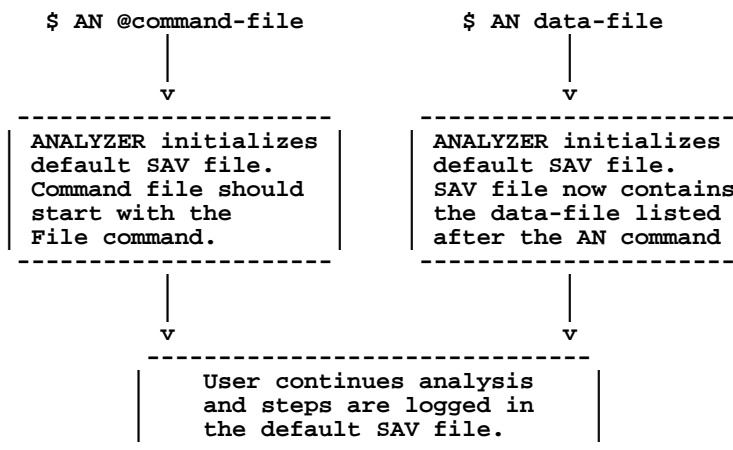 $ AN @command-file
$ AN data-file
v
v
ANALYZER initializes
default SAV file.
Command file should
start with the
File command.
ANALYZER initializes
default SAV file.
SAV file now contains
the data-file listed
after the AN command
v
v
User continues analysis
and steps are logged in
the default SAV file.